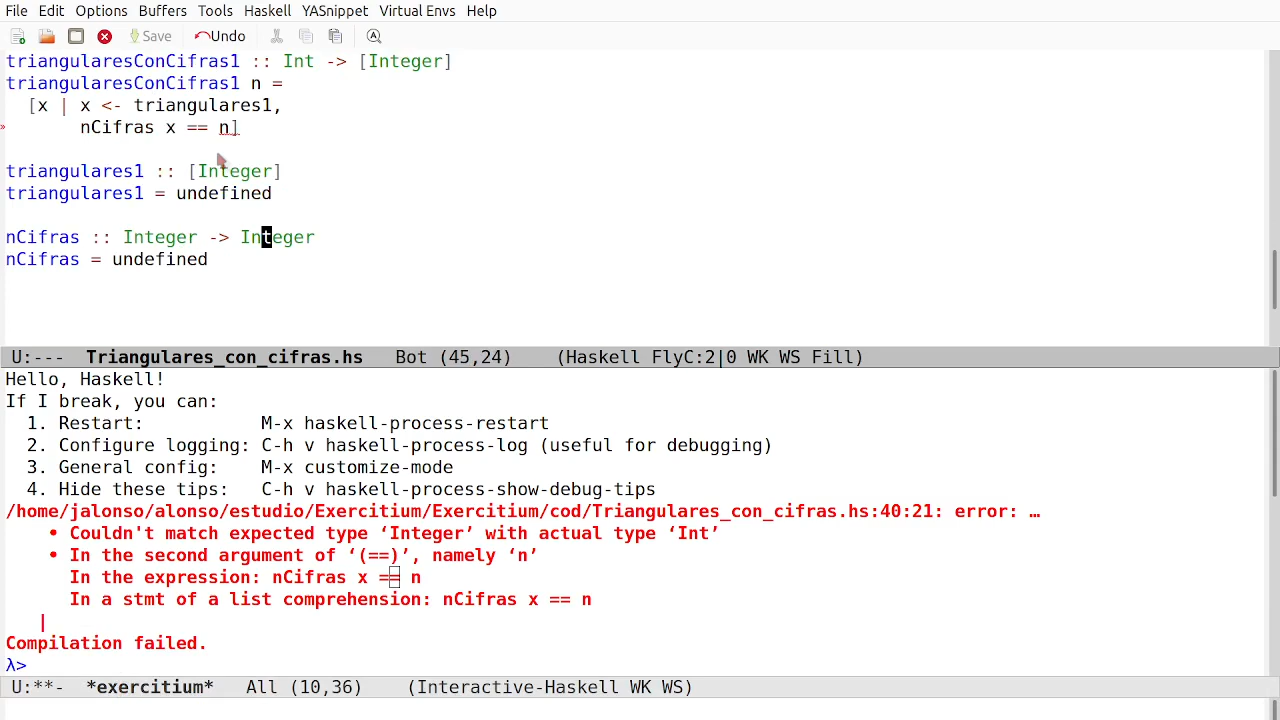 File Edit Options Buffers Tools Haskell YASnippet Virtual Envs Help
Save Undo
triangularesConCifras1 :: Int -> [Integer]
triangularesConCifras1 n =
  [x | x <- triangulares1,
» nCifras x == n]
triangulares1 :: [Integer]
triangulares1 = undefined
nCifras :: Integer -> Integer
nCifras = undefined
U:--- Triangulares_con_cifras.hs Bot (45,24) (Haskell FlyC:2|0 WK WS Fill)
Hello, Haskell!
If I break, you can:
  1. Restart: M-x haskell-process-restart
  2. Configure logging: C-h v haskell-process-log (useful for debugging)
  3. General config: M-x customize-mode
  4. Hide these tips: C-h v haskell-process-show-debug-tips
/home/jalonso/alonso/estudio/Exercitium/Exercitium/cod/Triangulares_con_cifras.hs:40:21: error: …
    • Couldn't match expected type ‘Integer’ with actual type ‘Int’
    • In the second argument of ‘(==)’, namely ‘n’
      In the expression: nCifras x == n
      In a stmt of a list comprehension: nCifras x == n
   |
Compilation failed.
λ>
U:**- *exercitium* All (10,36) (Interactive-Haskell WK WS)